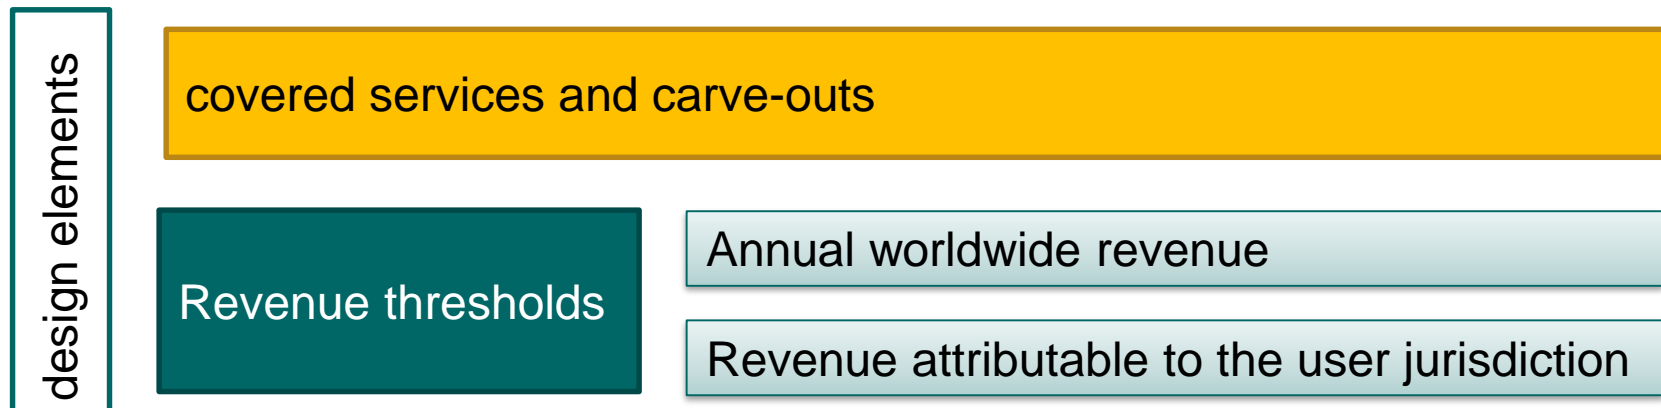 design elements
covered services and carve-outs
Revenue thresholds
Annual worldwide revenue
Revenue attributable to the user jurisdiction